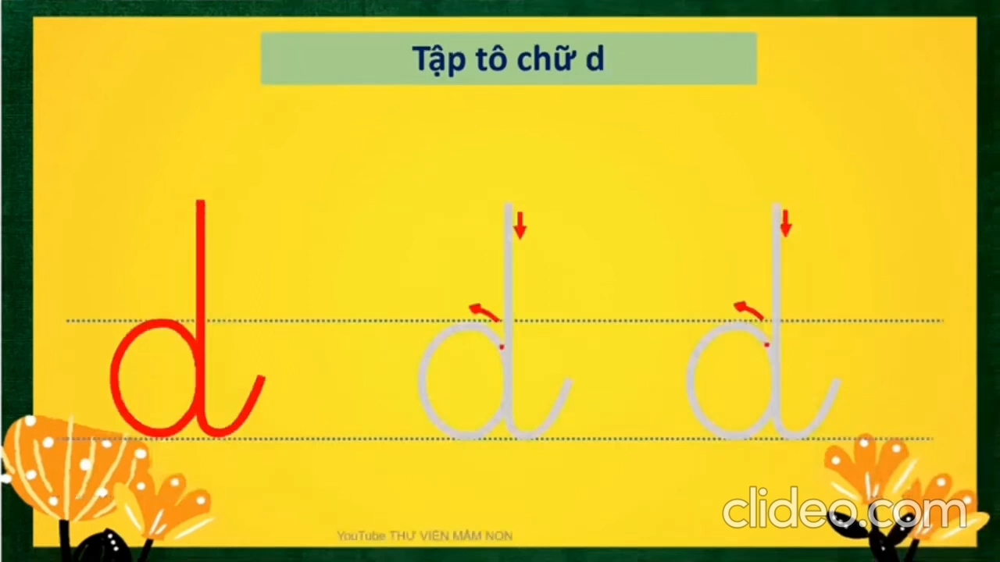 Tập tô chữ d
d d d
YouTube THƯ VIỆN MẦM NON
clideo.com